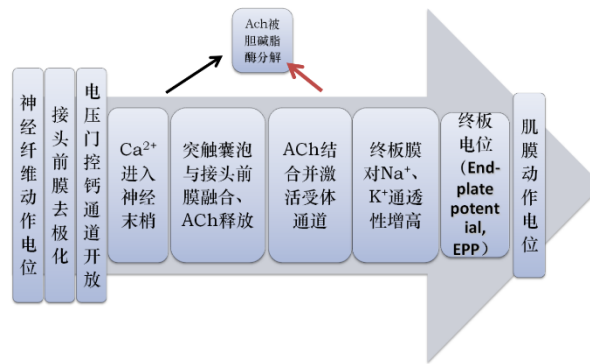 Ach被
胆碱脂
酶分解
神经纤维动作电位
接头前膜去极化
电压门控钙通道开放
Ca²⁺
进入
神经
末梢
突触囊泡
与接头前
膜融合、
ACh释放
ACh结
合并激
活受体
通道
终板膜
对Na⁺、
K⁺通透
性增高
终板
电位
（End-
plate
potent
ial,
EPP）
肌膜动作电位